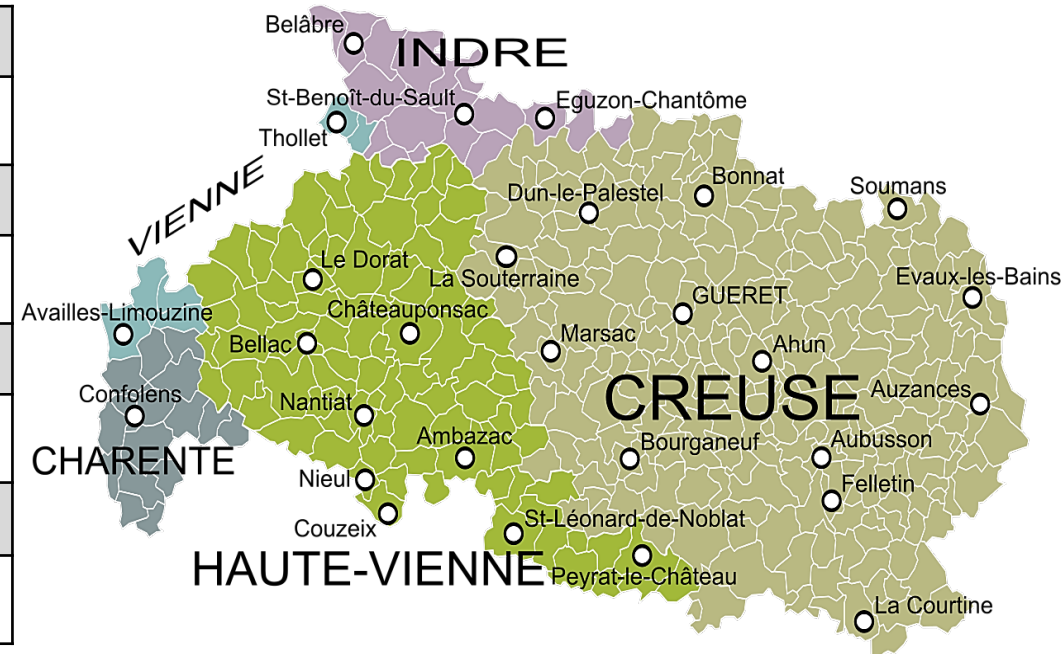 Belâbre
INDRE
St-Benoît-du-Sault
Eguzon-Chantôme
Thollet
VIENNE
Dun-le-Palestel
Bonnat
Soumans
Le Dorat
La Souterraine
Evaux-les-Bains
Availles-Limouzine
Châteauponsac
GUERET
Bellac
Marsac
Ahun
Confolens
Nantiat
CREUSE
Auzances
CHARENTE
Ambazac
Bourganeuf
Aubusson
Nieul
Felletin
Couzeix
St-Léonard-de-Noblat
HAUTE-VIENNE
Peyrat-le-Château
La Courtine